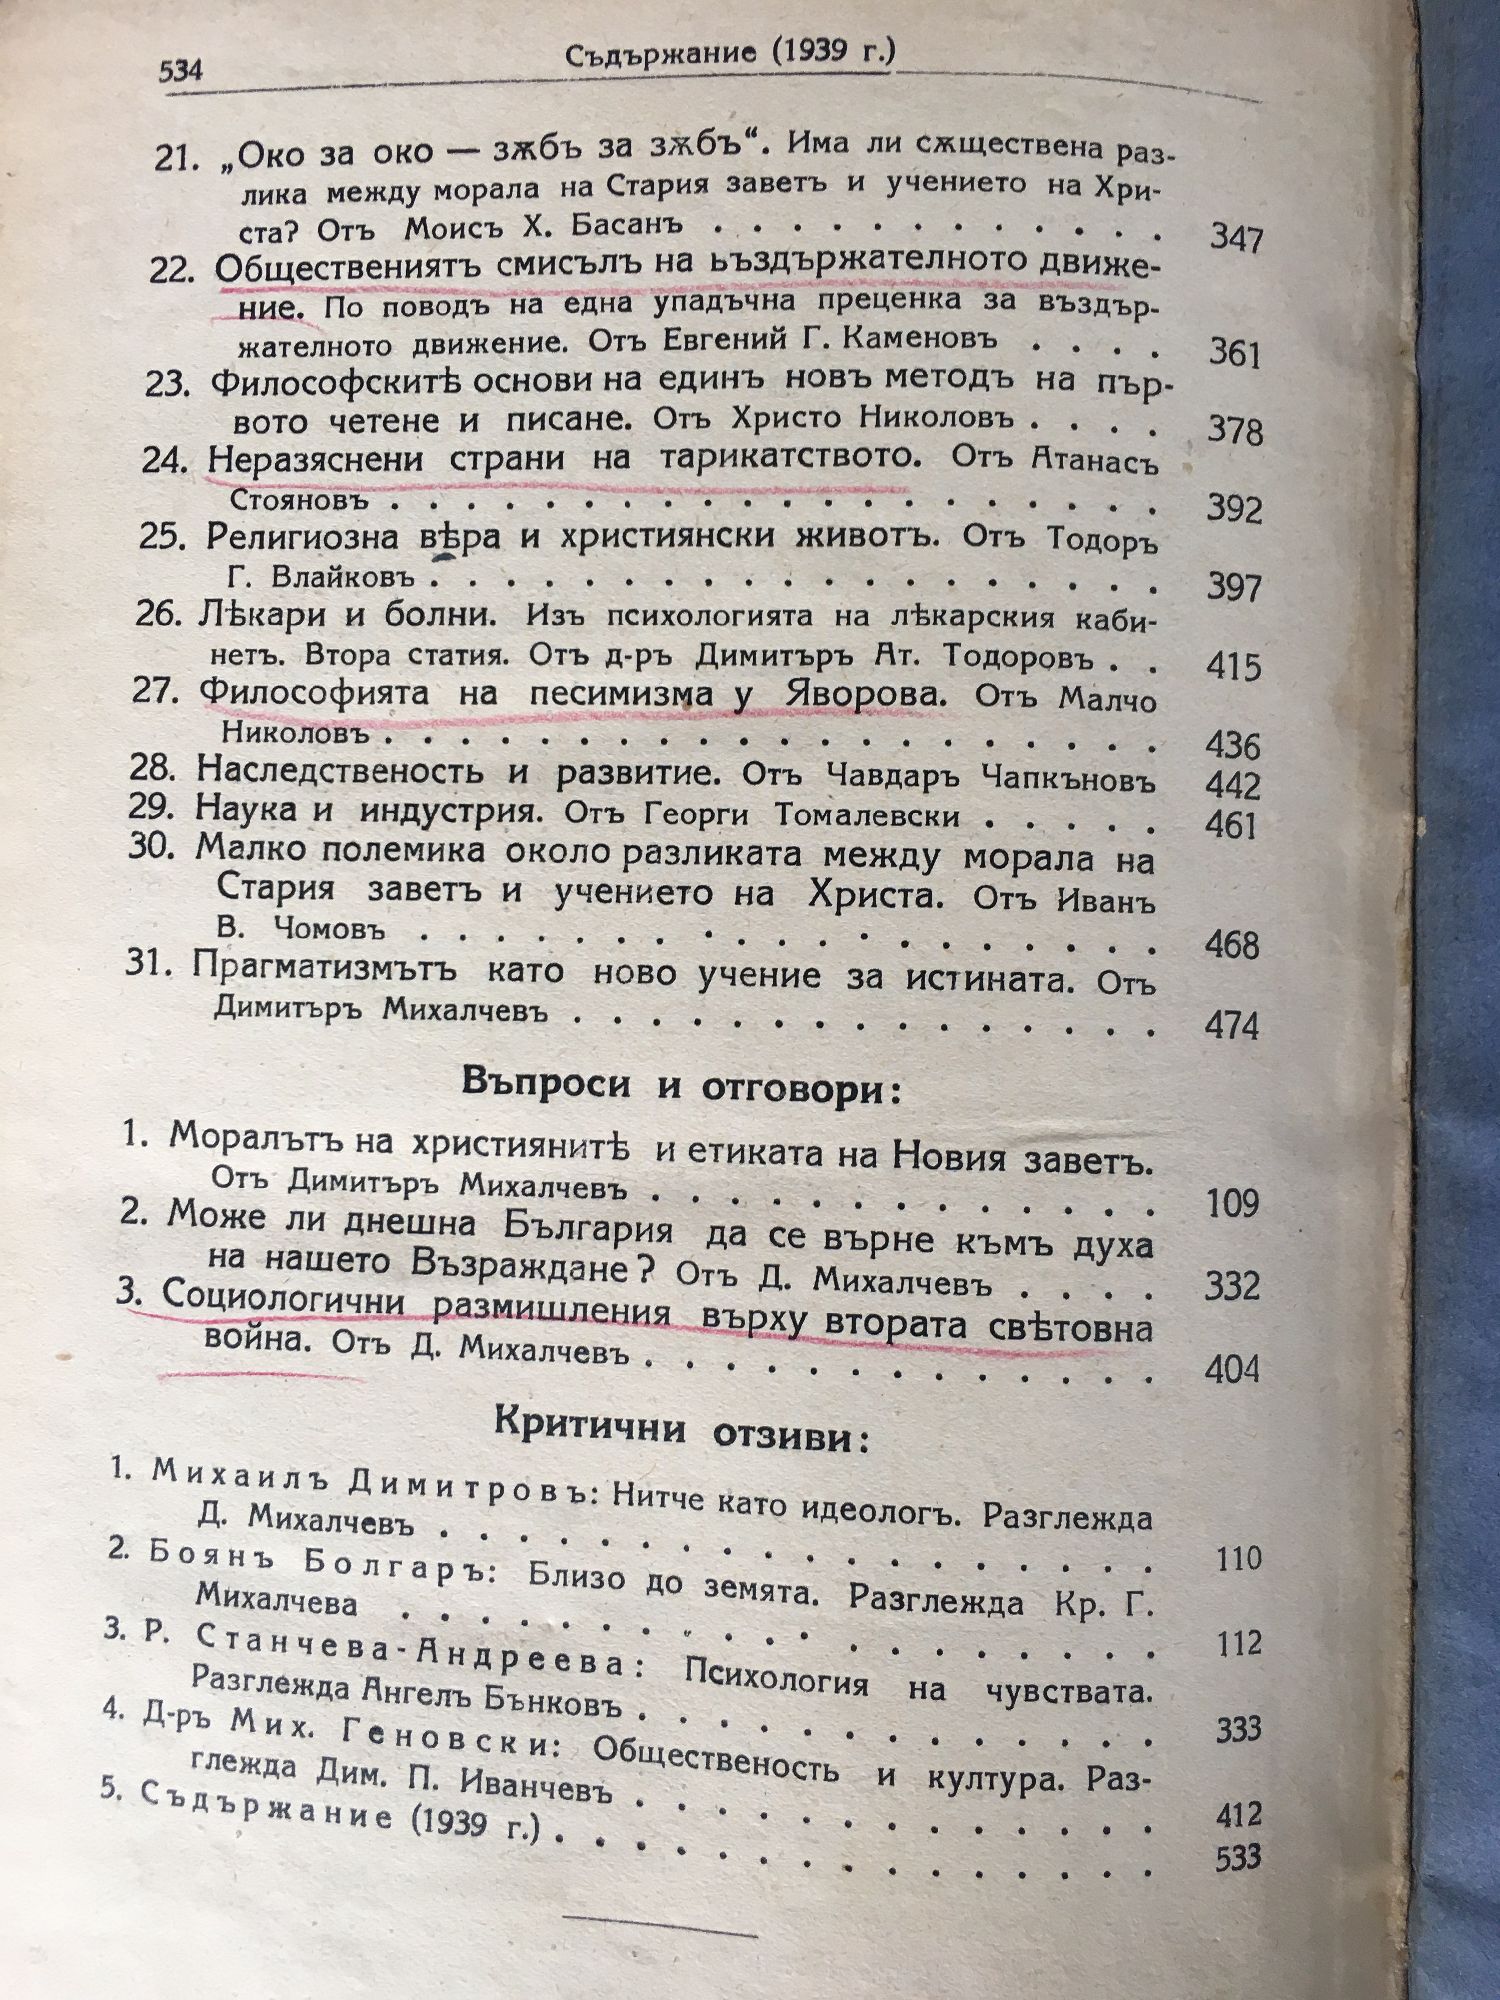 534
Съдържание (1939 г.)
21. „Око за око — зѫбъ за зѫбъ“. Има ли сѫществена раз-
лика между морала на Стария заветъ и учението на Хри-
ста? Отъ Моисъ Х. Басанъ . . . . . . . . . . . . 347
22. Общественият​ъ смисълъ на въздържателното движе-
ние. По поводъ на една упадъчна преценка за въздър-
жателното движение. Отъ Евгений Г. Каменовъ . . . . 361
23. Философскитѣ основи на единъ новъ методъ на пър-
вото четене и писане. Отъ Христо Николовъ . . . . 378
24. Неразяснени страни на тарикатството. Отъ Атанасъ
Стояновъ . . . . . . . . . . . . . . . . . . . . 392
25. Религиозна вѣра и християнски животъ. Отъ Тодоръ
Г. Влайковъ . . . . . . . . . . . . . . . . . . . 397
26. Лѣкари и болни. Изъ психологията на лѣкарския каби-
нетъ. Втора статия. Отъ д-ръ Димитъръ Ат. Тодоровъ . . 415
27. Философията на песимизма у Яворова. Отъ Малчо
Николовъ . . . . . . . . . . . . . . . . . . . . 436
28. Наследственость и развитие. Отъ Чавдаръ Чапкъновъ 442
29. Наука и индустрия. Отъ Георги Томалевски . . . . . 461
30. Малко полемика около разликата между морала на
Стария заветъ и учението на Христа. Отъ Иванъ
В. Чомовъ . . . . . . . . . . . . . . . . . . . 468
31. Прагматизмътъ като ново учение за истината. Отъ
Димитъръ Михалчевъ . . . . . . . . . . . . . . . 474
Въпроси и отговори:
1. Моралътъ на християнитѣ и етиката на Новия заветъ.
Отъ Димитъръ Михалчевъ . . . . . . . . . . . . . 109
2. Може ли днешна България да се върне къмъ духа
на нашето Възраждане? Отъ Д. Михалчевъ . . . . 332
3. Социологични размишления върху втората свѣтовна
война. Отъ Д. Михалчевъ . . . . . . . . . . . . . 404
Критични отзиви:
1. Михаилъ Димитровъ: Нитче като идеологъ. Разглежда
Д. Михалчевъ . . . . . . . . . . . . . . . . . . 110
2. Боянъ Болгаръ: Близо до земята. Разглежда Кр. Г.
Михалчева . . . . . . . . . . . . . . . . . . . 112
3. Р. Станчева-Андреева: Психология на чувствата.
Разглежда Ангелъ Бънковъ . . . . . . . . . . . . . 333
4. Д-ръ Мих. Геновски: Общественость и култура. Раз-
глежда Дим. П. Иванчевъ . . . . . . . . . . . . . 412
5. Съдържание (1939 г.) . . . . . . . . . . . . . . . 533